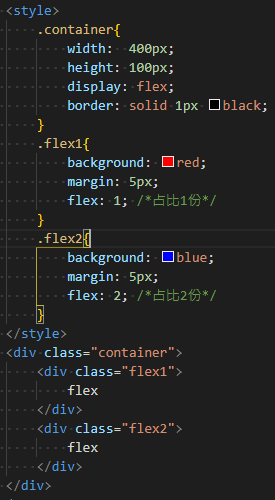 <style>
.container{
width: 400px;
height: 100px;
display: flex;
border: solid 1px black;
}
.flex1{
background: red;
margin: 5px;
flex: 1; /*占比1份*/
}
.flex2{
background: blue;
margin: 5px;
flex: 2; /*占比2份*/
}
</style>
<div class="container">
<div class="flex1">
flex
</div>
<div class="flex2">
flex
</div>
</div>